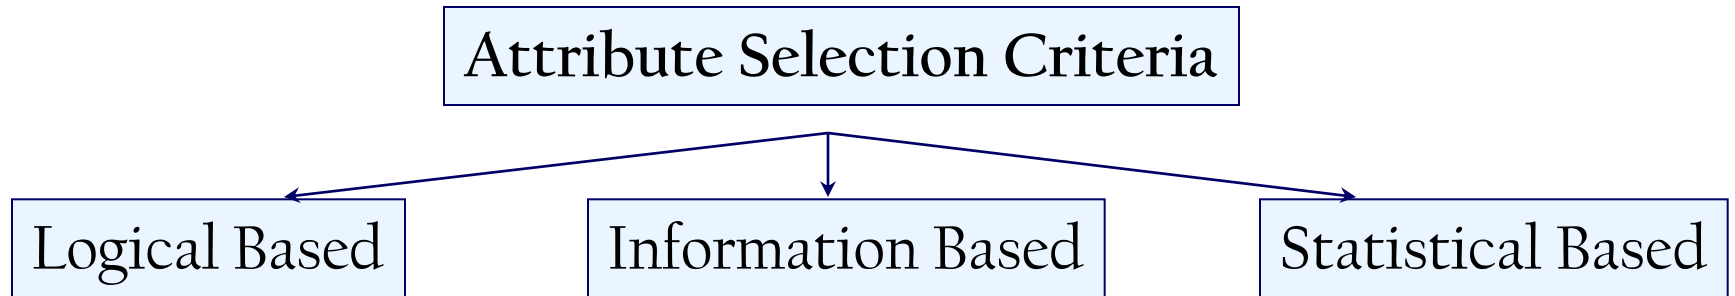 Attribute Selection Criteria
Logical Based
Information Based
Statistical Based